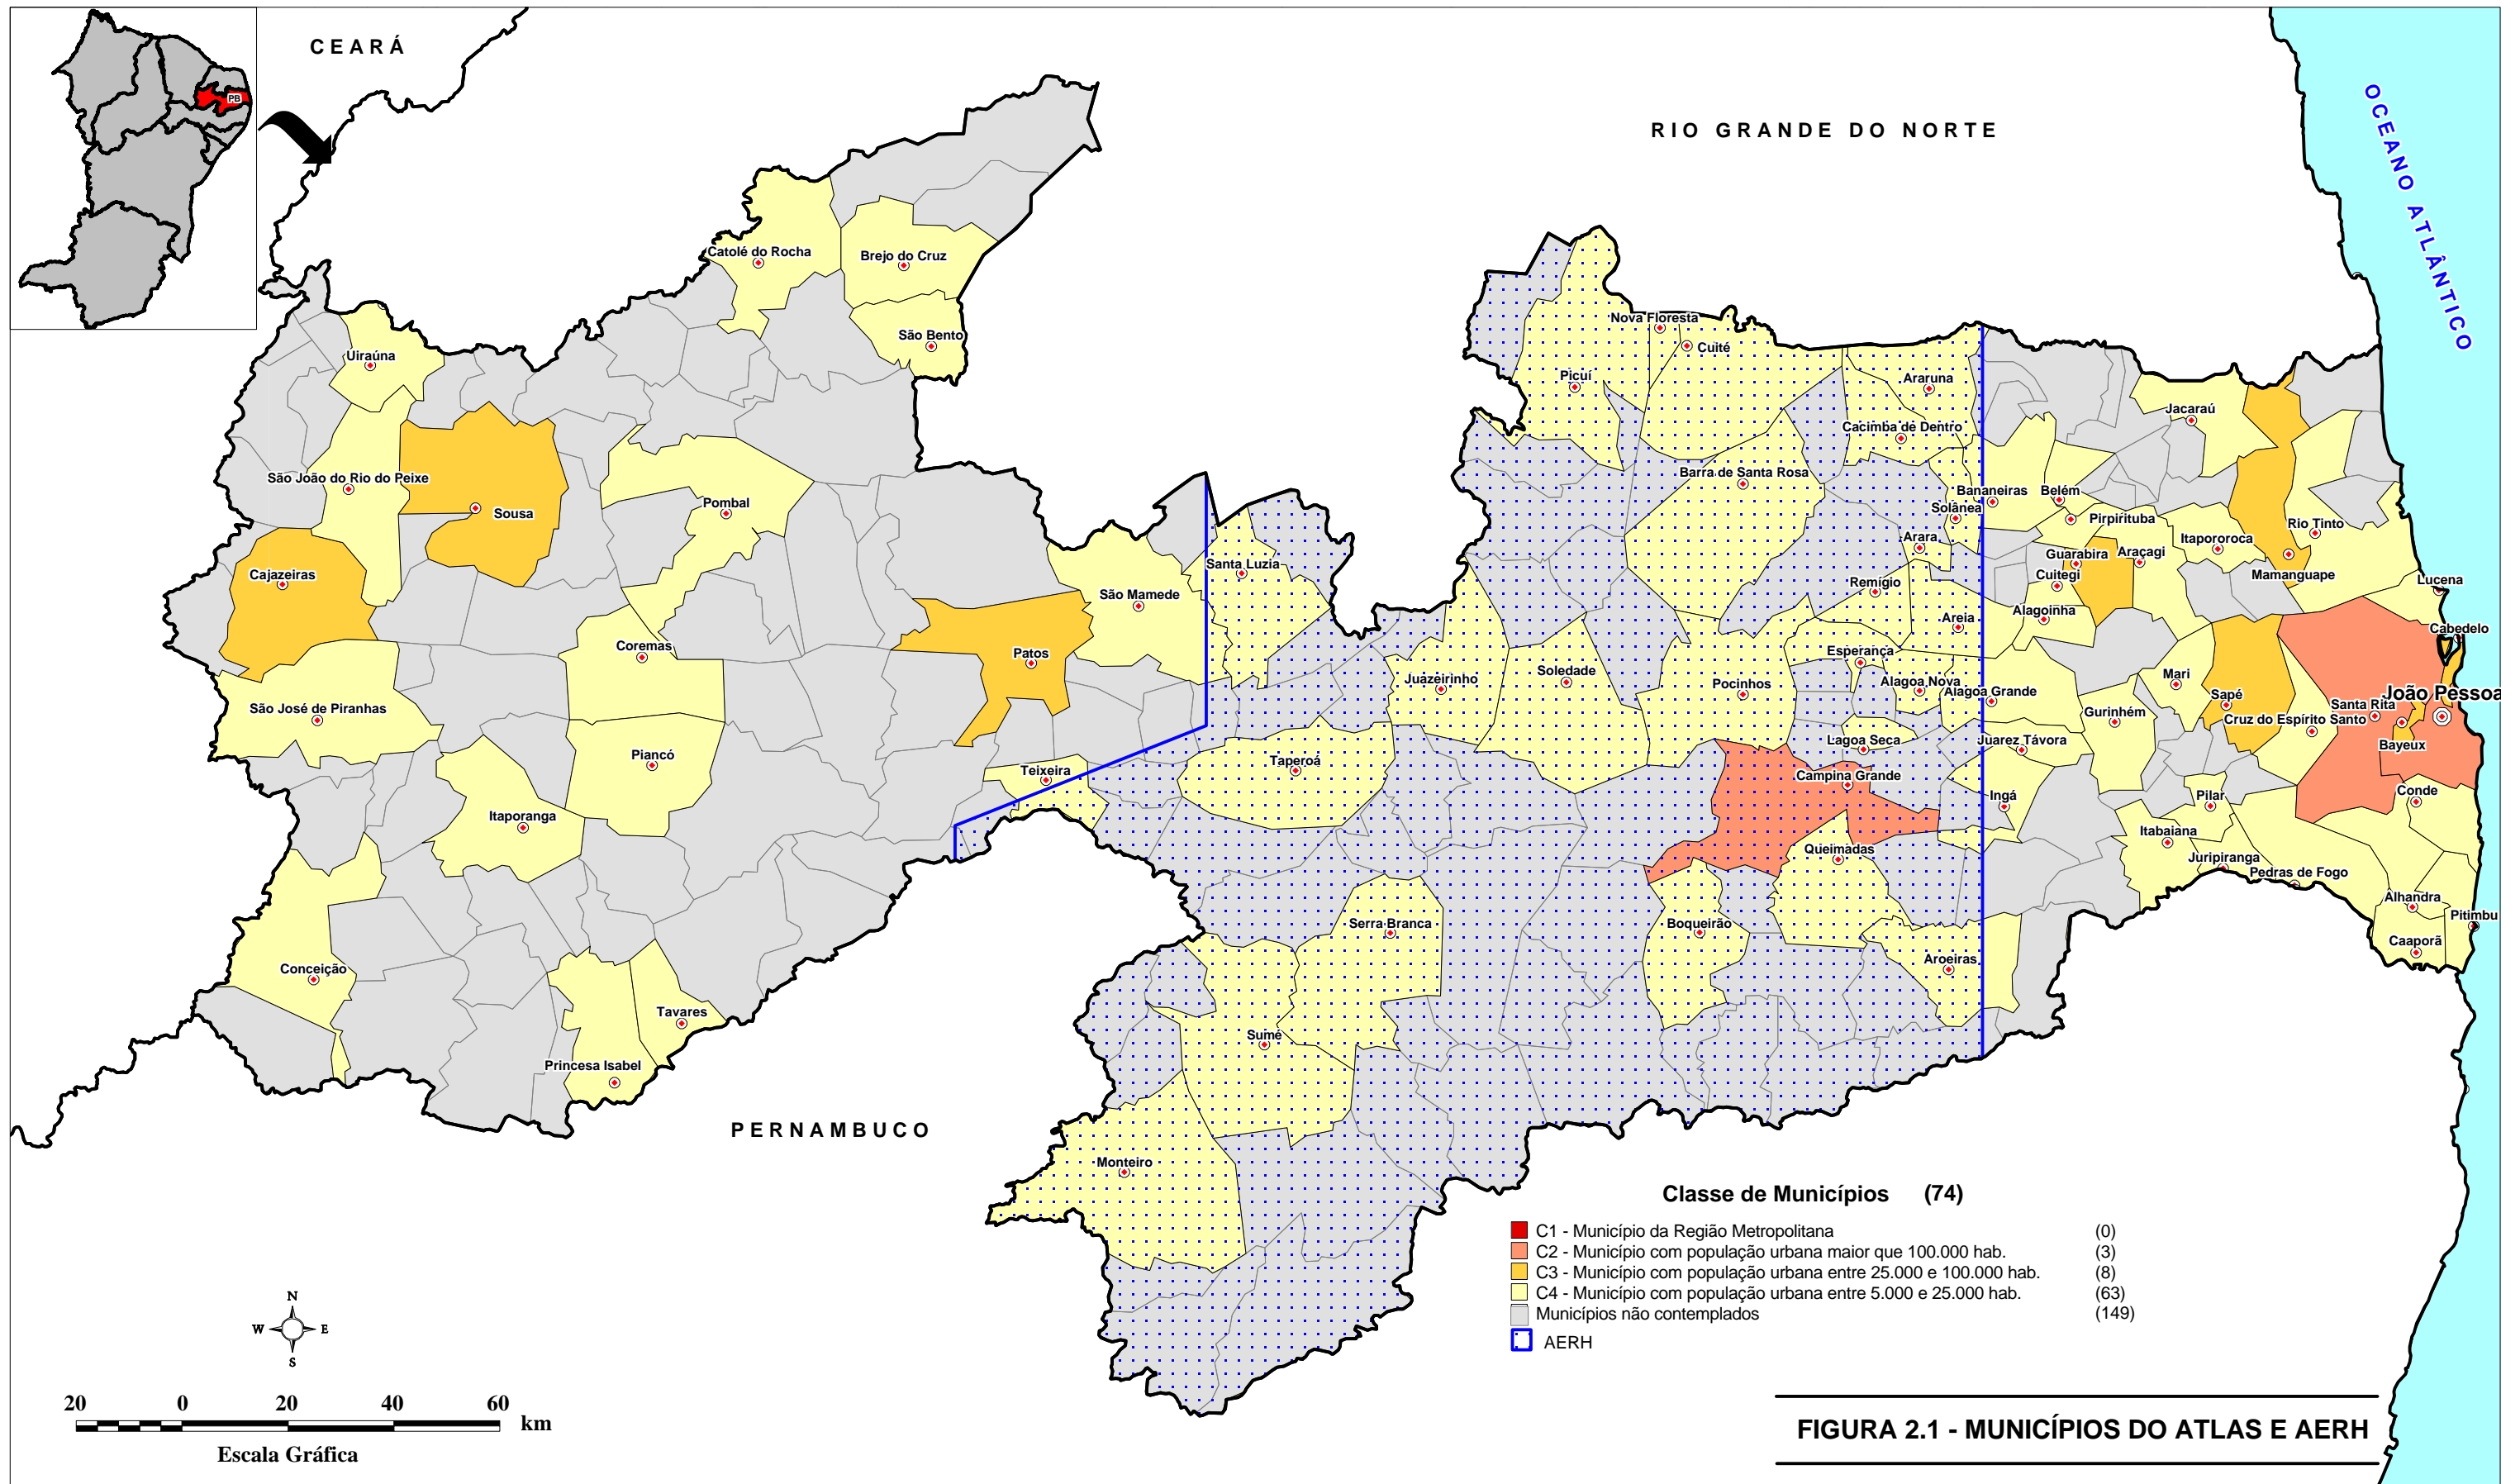 CEARÁ
PB
RIO GRANDE DO NORTE
OCEANO ATLÂNTICO
Catolé do Rocha
Brejo do Cruz
São Bento
Uiraúna
São João do Rio do Peixe
Sousa
Pombal
Cajazeiras
Santa Luzia
São Mamede
Coremas
Patos
São José de Piranhas
Piancó
Teixeira
Itaporanga
Conceição
Tavares
Princesa Isabel
Nova Floresta
Cuité
Picuí
Araruna
Cacimba de Dentro
Barra de Santa Rosa
Bananeiras
Belém
Solânea
Pirpirituba
Arara
Guarabira
Araçagi
Cuitegi
Remígio
Alagoinha
Areia
Jacaraú
Rio Tinto
Itapororoca
Mamanguape
Lucena
Cabedelo
Esperança
Juazeirinho
Soledade
Pocinhos
Alagoa Nova
Alagoa Grande
Mari
Gurinhém
Sapé
Santa Rita
João Pessoa
Cruz do Espírito Santo
Bayeux
Taperoá
Lagoa Seca
Juarez Távora
Campina Grande
Ingá
Pilar
Conde
Itabaiana
Queimadas
Juripiranga
Pedras de Fogo
Alhandra
Pitimbu
Caaporã
Serra Branca
Boqueirão
Aroeiras
Sumé
Monteiro
PERNAMBUCO
Classe de Municípios (74)
C1 - Município da Região Metropolitana (0)
C2 - Município com população urbana maior que 100.000 hab. (3)
C3 - Município com população urbana entre 25.000 e 100.000 hab. (8)
C4 - Município com população urbana entre 5.000 e 25.000 hab. (63)
Municípios não contemplados (149)
AERH
N
W E
S
20 0 20 40 60
km
Escala Gráfica
FIGURA 2.1 - MUNICÍPIOS DO ATLAS E AERH